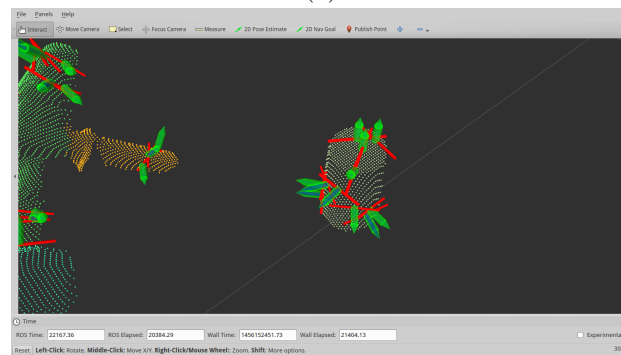 File Panels Help
Interact Move Camera Select Focus Camera Measure 2D Pose Estimate 2D Nav Goal Publish Point
Time
ROS Time: 22167.36 ROS Elapsed: 20384.29 Wall Time: 1456152451.73 Wall Elapsed: 21404.13 Experimenta
Reset Left-Click: Rotate. Middle-Click: Move X/Y. Right-Click/Mouse Wheel: Zoom. Shift: More options. 30